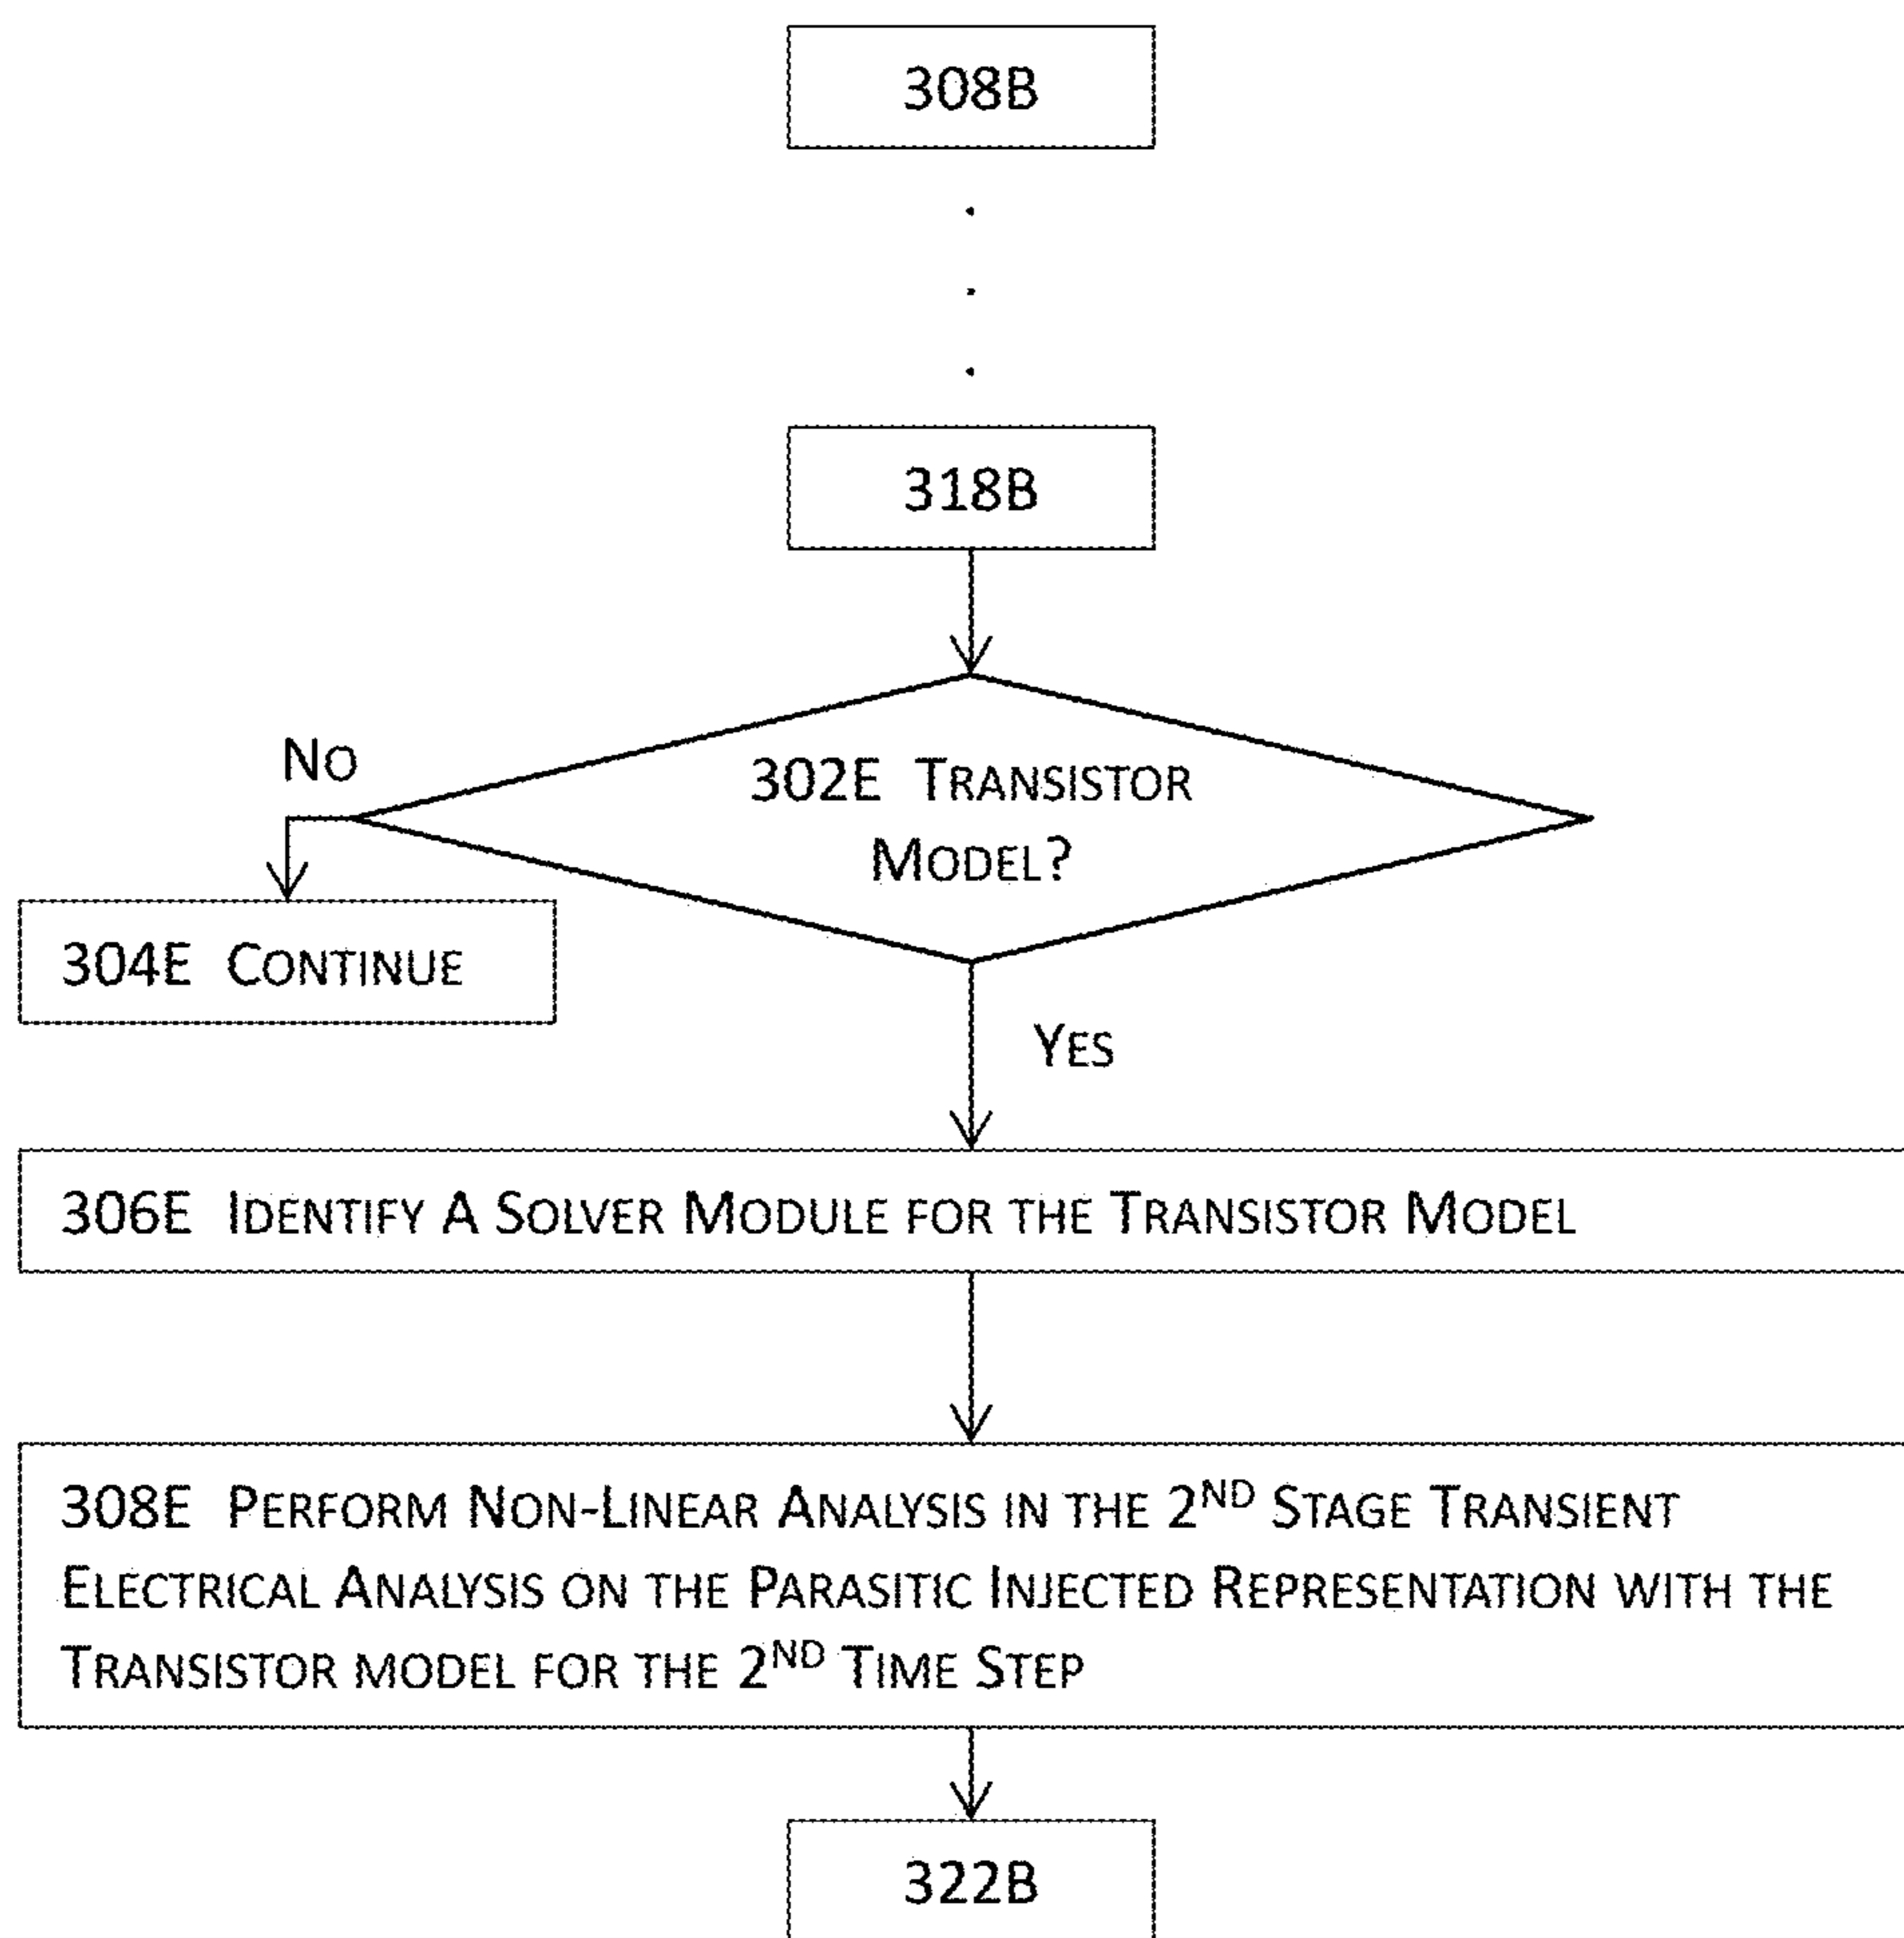 308B
318B
NO
302E TRANSISTOR
MODEL?
304E CONTINUE
YES
306E IDENTIFY A SOLVER MODULE FOR THE TRANSISTOR MODEL
308E PERFORM NON-LINEAR ANALYSIS IN THE 2ND STAGE TRANSIENT
ELECTRICAL ANALYSIS ON THE PARASITIC INJECTED REPRESENTATION WITH THE
TRANSISTOR MODEL FOR THE 2ND TIME STEP
322B